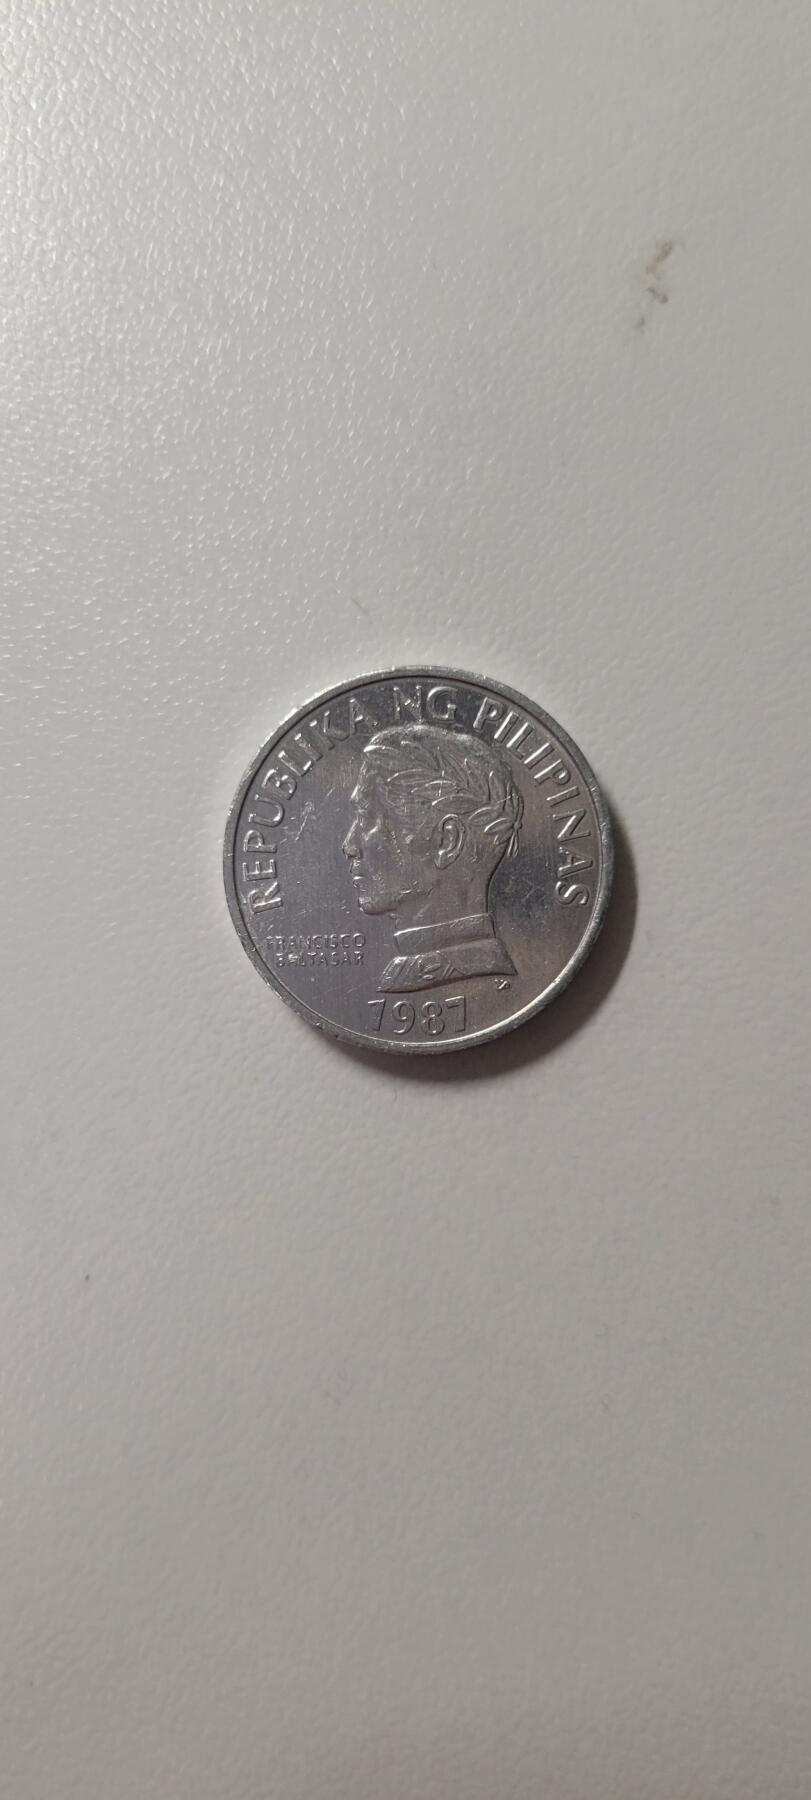 REPUBLIKA NG PILIPINAS
FRANCISCO
BALTASAR
1987